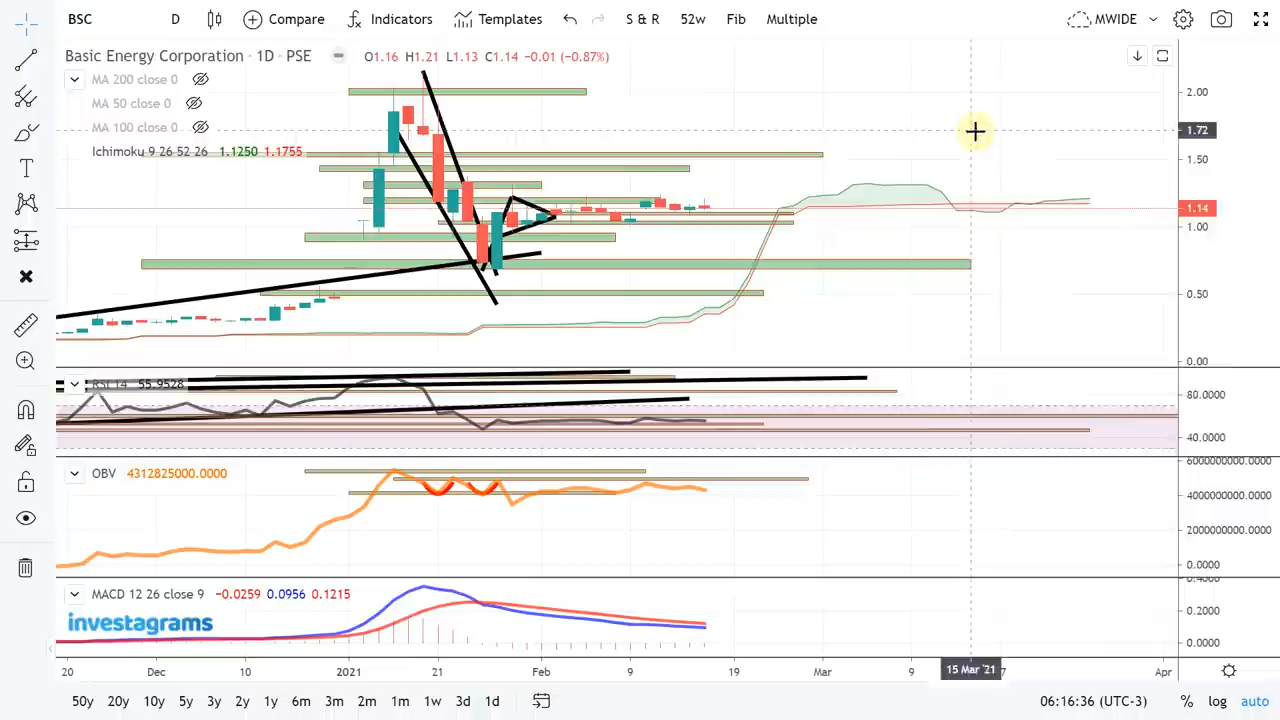 BSC D Compare Indicators Templates S & R 52w Fib Multiple MWIDE
Basic Energy Corporation · 1D · PSE O1.16 H1.21 L1.13 C1.14 −0.01 (−0.87%)
MA 200 close 0
MA 50 close 0
MA 100 close 0
Ichimoku 9 26 52 26 1.1250 1.1755
2.00
1.72
1.50
1.14
1.00
0.50
0.00
RSI 14 55.9528
80.0000
40.0000
OBV 4312825000.0000
6000000000.0000
4000000000.0000
2000000000.0000
0.0000
MACD 12 26 close 9 −0.0259 0.0956 0.1215
0.4000
0.2000
0.0000
investagrams
20 Dec 10 2021 21 Feb 9 19 Mar 9 15 Mar '21 7 Apr
50y 20y 10y 5y 3y 2y 1y 6m 3m 2m 1m 1w 3d 1d 06:16:36 (UTC-3) % log auto